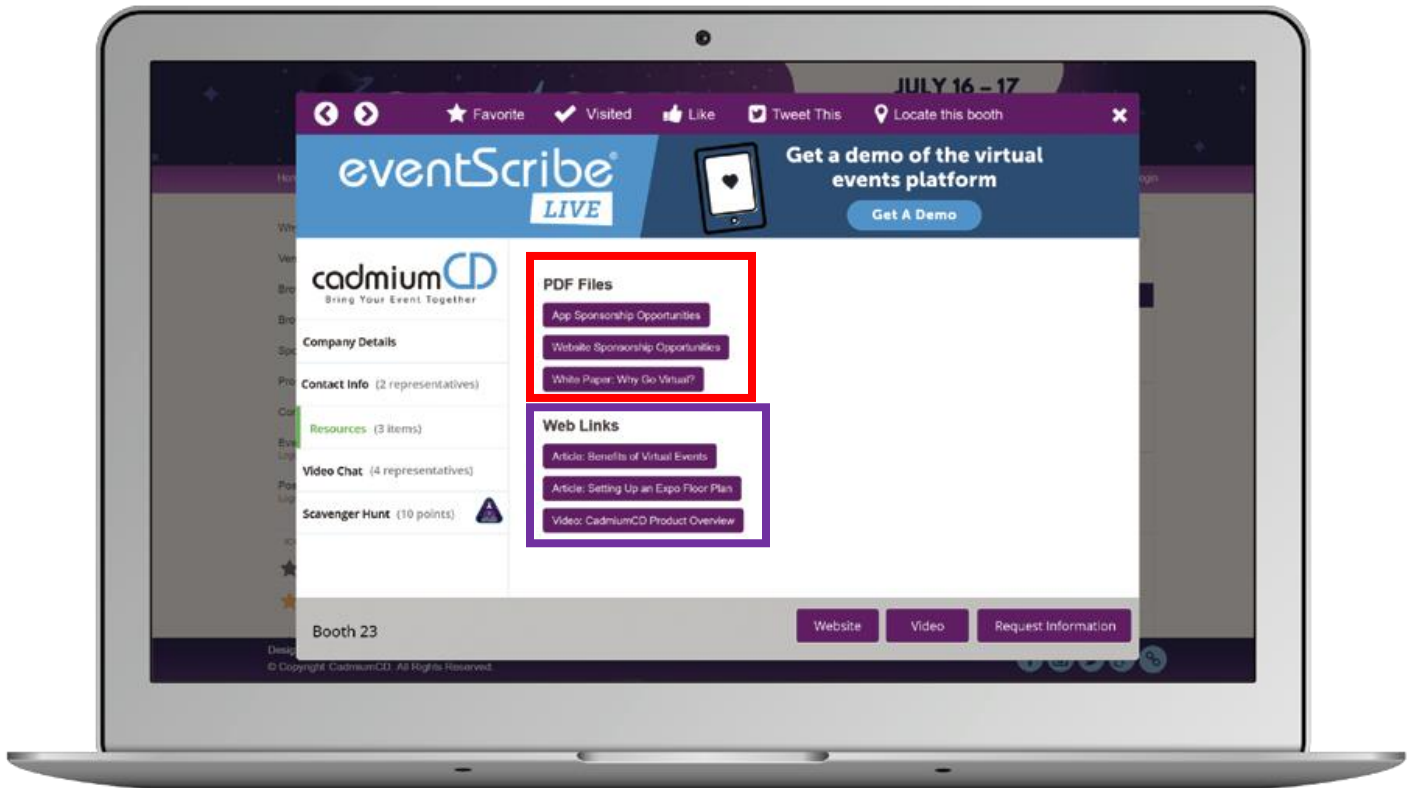 JULY 16 – 17
Favorite
Visited
Like
Tweet This
Locate this booth
eventScribe®
LIVE
Get a demo of the virtual
events platform
Get A Demo
cadmiumCD
Bring Your Event Together
Company Details
Contact Info (2 representatives)
Resources (3 items)
Video Chat (4 representatives)
Scavenger Hunt (10 points)
PDF Files
App Sponsorship Opportunities
Website Sponsorship Opportunities
White Paper: Why Go Virtual?
Web Links
Article: Benefits of Virtual Events
Article: Setting Up an Expo Floor Plan
Video: CadmiumCD Product Overview
Booth 23
Website
Video
Request Information
© Copyright CadmiumCD. All Rights Reserved.